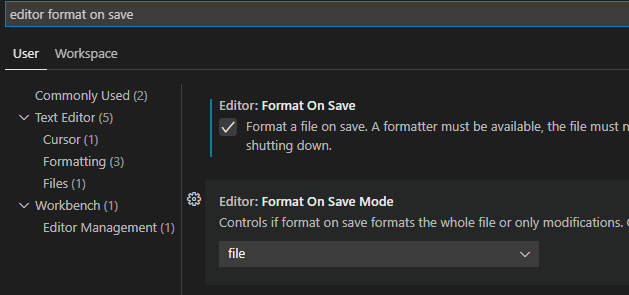 editor format on save
User Workspace
Commonly Used (2)
Text Editor (5)
Cursor (1)
Formatting (3)
Files (1)
Workbench (1)
Editor Management (1)
Editor: Format On Save
Format a file on save. A formatter must be available, the file must n
shutting down.
Editor: Format On Save Mode
Controls if format on save formats the whole file or only modifications.
file